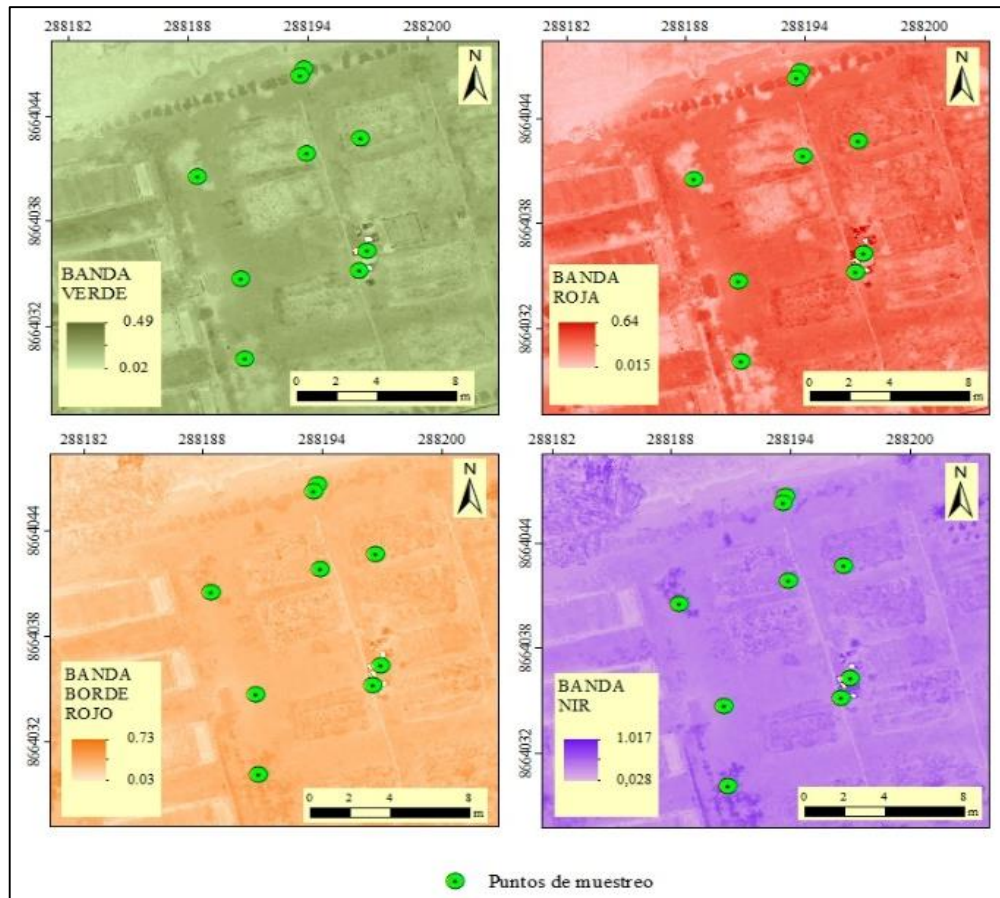 288182 288188 288194 288200
288182 288188 288194 288200
N
N
8664044
8664038
8664032
8664044
8664038
8664032
BANDA
VERDE
0.49
0.02
0 2 4 8
m
BANDA
ROJA
0.64
0.015
0 2 4 8
m
288182 288188 288194 288200
288182 288188 288194 288200
N
N
8664044
8664038
8664032
8664044
8664038
8664032
BANDA
BORDE
ROJO
0.73
0.03
0 2 4 8
m
BANDA
NIR
1.017
0,028
0 2 4 8
m
Puntos de muestreo